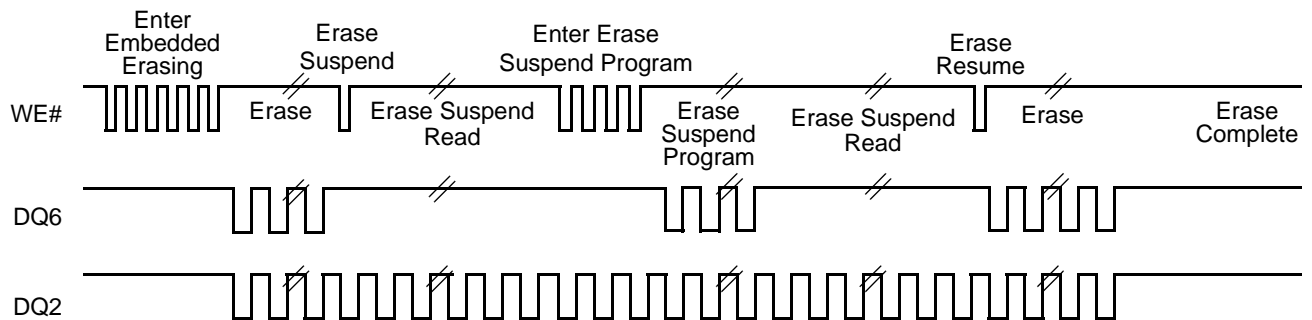 Enter
Embedded
Erasing
Erase
Suspend
Enter Erase
Suspend Program
Erase
Resume
WE#
Erase
Erase Suspend
Read
Erase
Suspend
Program
Erase Suspend
Read
Erase
Erase
Complete
DQ6
DQ2